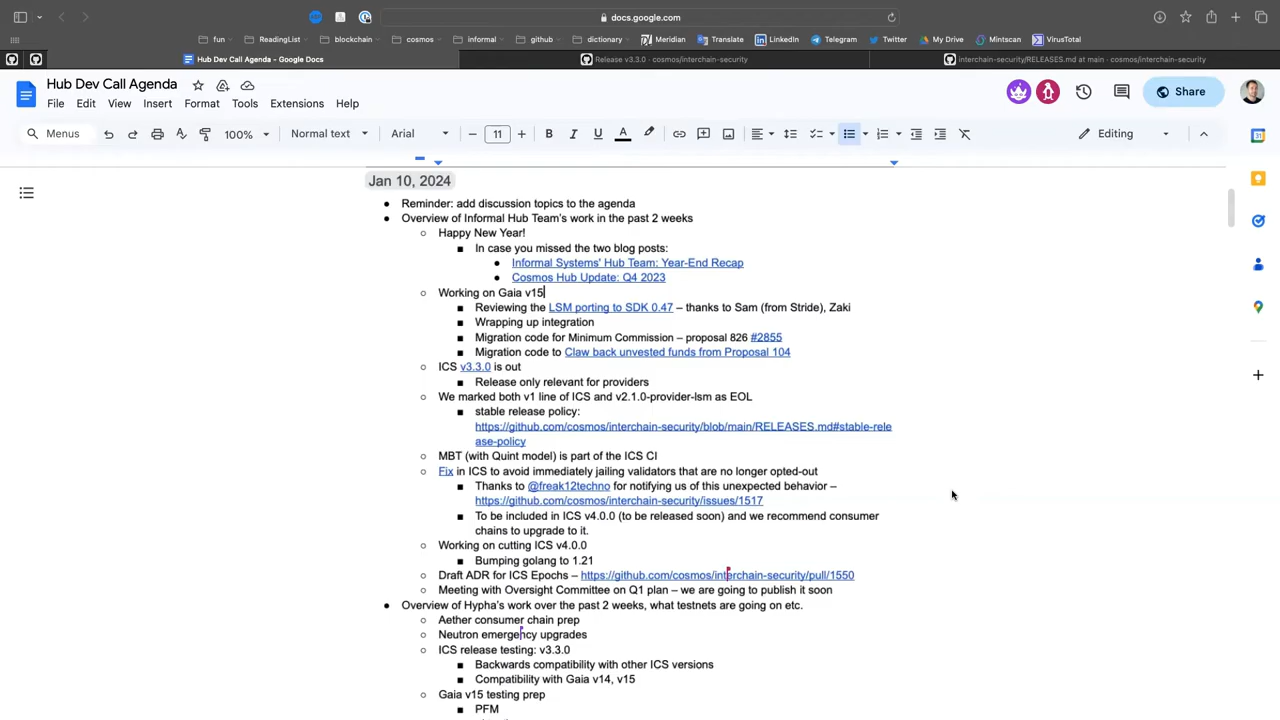 docs.google.com
fun
ReadingList
blockchain
cosmos
informal
github
dictionary
Meridian
Translate
LinkedIn
Telegram
Twitter
My Drive
Mintscan
VirusTotal
Hub Dev Call Agenda - Google Docs
Release v3.3.0 · cosmos/interchain-security
interchain-security/RELEASES.md at main · cosmos/interchain-security
Hub Dev Call Agenda
File Edit View Insert Format Tools Extensions Help
Share
Menus 100% Normal text Arial 11 Editing
Jan 10, 2024
Reminder: add discussion topics to the agenda
Overview of Informal Hub Team's work in the past 2 weeks
Happy New Year!
In case you missed the two blog posts:
Informal Systems' Hub Team: Year-End Recap
Cosmos Hub Update: Q4 2023
Working on Gaia v15
Reviewing the LSM porting to SDK 0.47 – thanks to Sam (from Stride), Zaki
Wrapping up integration
Migration code for Minimum Commission – proposal 826 #2855
Migration code to Claw back unvested funds from Proposal 104
ICS v3.3.0 is out
Release only relevant for providers
We marked both v1 line of ICS and v2.1.0-provider-lsm as EOL
stable release policy:
https://github.com/cosmos/interchain-security/blob/main/RELEASES.md#stable-rele
ase-policy
MBT (with Quint model) is part of the ICS CI
Fix in ICS to avoid immediately jailing validators that are no longer opted-out
Thanks to @freak12techno for notifying us of this unexpected behavior –
https://github.com/cosmos/interchain-security/issues/1517
To be included in ICS v4.0.0 (to be released soon) and we recommend consumer
chains to upgrade to it.
Working on cutting ICS v4.0.0
Bumping golang to 1.21
Draft ADR for ICS Epochs – https://github.com/cosmos/interchain-security/pull/1550
Meeting with Oversight Committee on Q1 plan – we are going to publish it soon
Overview of Hypha's work over the past 2 weeks, what testnets are going on etc.
Aether consumer chain prep
Neutron emergency upgrades
ICS release testing: v3.3.0
Backwards compatibility with other ICS versions
Compatibility with Gaia v14, v15
Gaia v15 testing prep
PFM